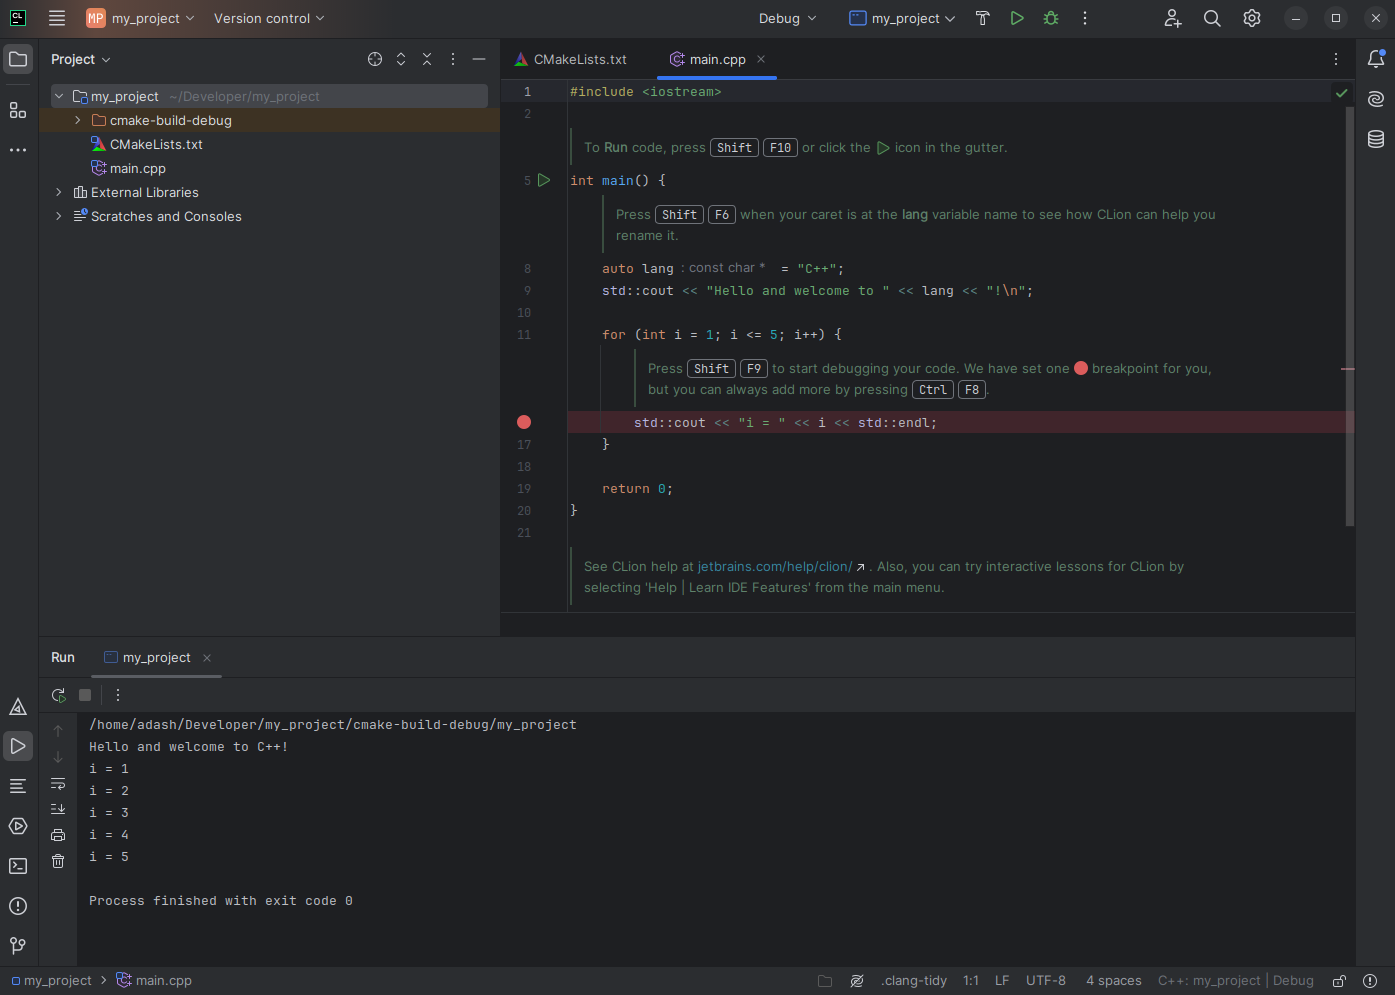 CL
MP my_project Version control Debug my_project
Project
CMakeLists.txt main.cpp
my_project ~/Developer/my_project
cmake-build-debug
CMakeLists.txt
main.cpp
External Libraries
Scratches and Consoles
1 #include <iostream>
2
To Run code, press Shift F10 or click the icon in the gutter.
5 int main() {
Press Shift F6 when your caret is at the lang variable name to see how CLion can help you
rename it.
8 auto lang : const char * = "C++";
9 std::cout << "Hello and welcome to " << lang << "!\n";
10
11 for (int i = 1; i <= 5; i++) {
Press Shift F9 to start debugging your code. We have set one breakpoint for you,
but you can always add more by pressing Ctrl F8.
std::cout << "i = " << i << std::endl;
17 }
18
19 return 0;
20 }
21
See CLion help at jetbrains.com/help/clion/ . Also, you can try interactive lessons for CLion by
selecting 'Help | Learn IDE Features' from the main menu.
Run my_project
/home/adash/Developer/my_project/cmake-build-debug/my_project
Hello and welcome to C++!
i = 1
i = 2
i = 3
i = 4
i = 5
Process finished with exit code 0
my_project main.cpp .clang-tidy 1:1 LF UTF-8 4 spaces C++: my_project | Debug